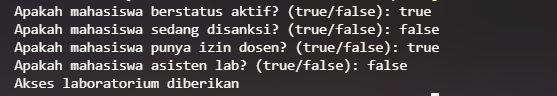 Apakah mahasiswa berstatus aktif? (true/false): true
Apakah mahasiswa sedang disanksi? (true/false): false
Apakah mahasiswa punya izin dosen? (true/false): true
Apakah mahasiswa asisten lab? (true/false): false
Akses laboratorium diberikan